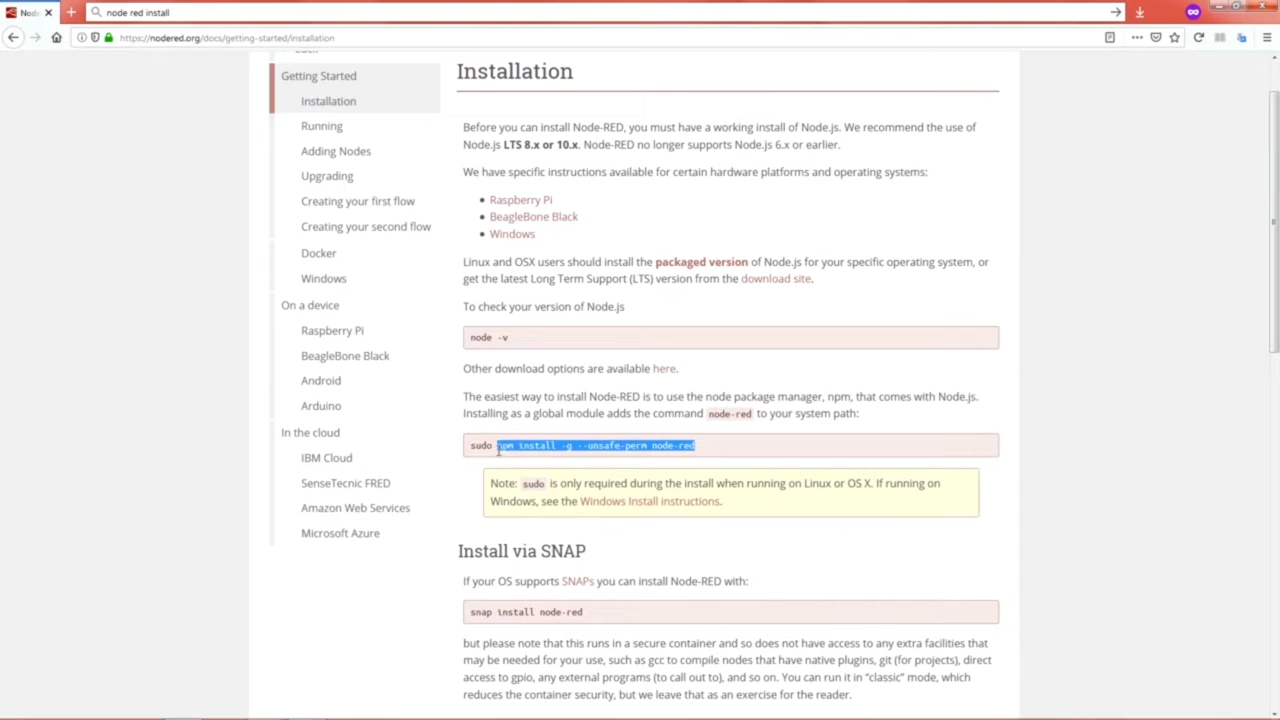 Node
node red install
https://nodered.org/docs/getting-started/installation
Getting Started
Installation
Running
Adding Nodes
Upgrading
Creating your first flow
Creating your second flow
Docker
Windows
On a device
Raspberry Pi
BeagleBone Black
Android
Arduino
In the cloud
IBM Cloud
SenseTecnic FRED
Amazon Web Services
Microsoft Azure
Installation
Before you can install Node-RED, you must have a working install of Node.js. We recommend the use of
Node.js LTS 8.x or 10.x. Node-RED no longer supports Node.js 6.x or earlier.
We have specific instructions available for certain hardware platforms and operating systems:
Raspberry Pi
BeagleBone Black
Windows
Linux and OSX users should install the packaged version of Node.js for your specific operating system, or
get the latest Long Term Support (LTS) version from the download site.
To check your version of Node.js
node -v
Other download options are available here.
The easiest way to install Node-RED is to use the node package manager, npm, that comes with Node.js.
Installing as a global module adds the command node-red to your system path:
sudo npm install -g --unsafe-perm node-red
Note: sudo is only required during the install when running on Linux or OS X. If running on
Windows, see the Windows Install instructions.
Install via SNAP
If your OS supports SNAPs you can install Node-RED with:
snap install node-red
but please note that this runs in a secure container and so does not have access to any extra facilities that
may be needed for your use, such as gcc to compile nodes that have native plugins, git (for projects), direct
access to gpio, any external programs (to call out to), and so on. You can run it in “classic” mode, which
reduces the container security, but we leave that as an exercise for the reader.